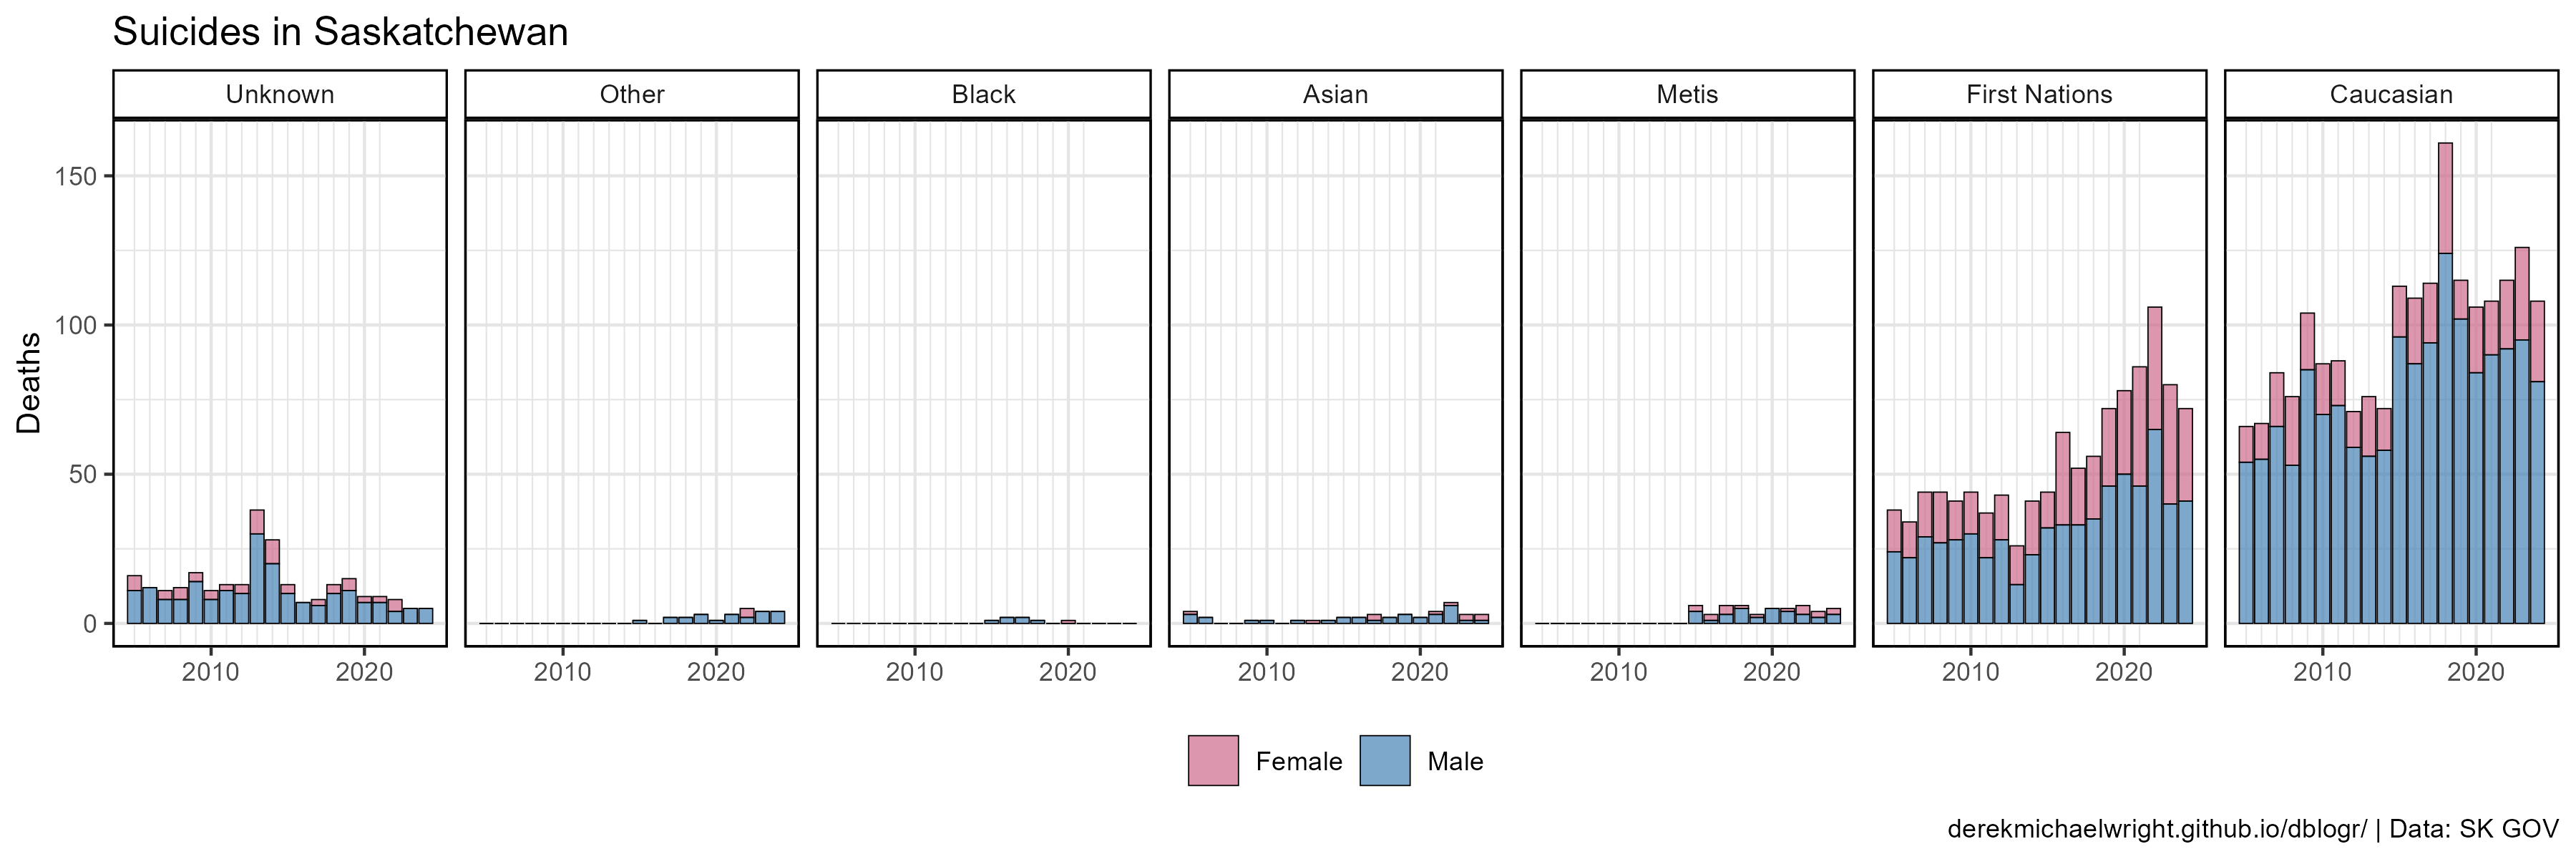 Suicides in Saskatchewan
Unknown Other Black Asian Metis First Nations Caucasian
Deaths
150
100
50
0
2010 2020 2010 2020 2010 2020 2010 2020 2010 2020 2010 2020 2010 2020
Female Male
derekmichaelwright.github.io/dblogr/ | Data: SK GOV